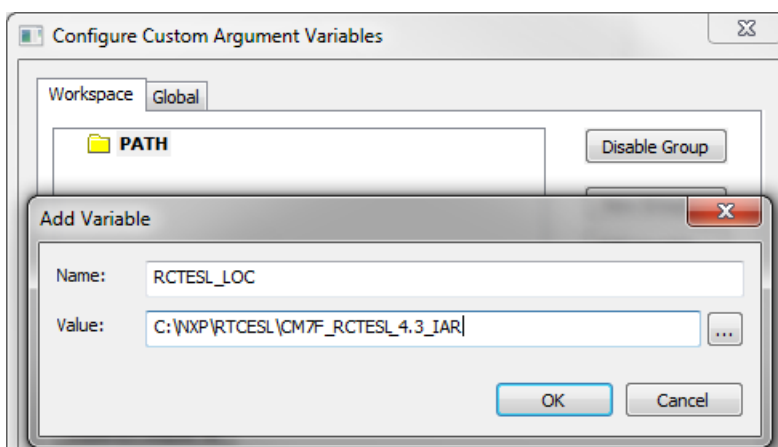 Configure Custom Argument Variables
Workspace Global
PATH
Disable Group
Add Variable
Name: RCTESL_LOC
Value: C:\NXP\RTCESL\CM7F_RCTESL_4.3_IAR ...
OK Cancel